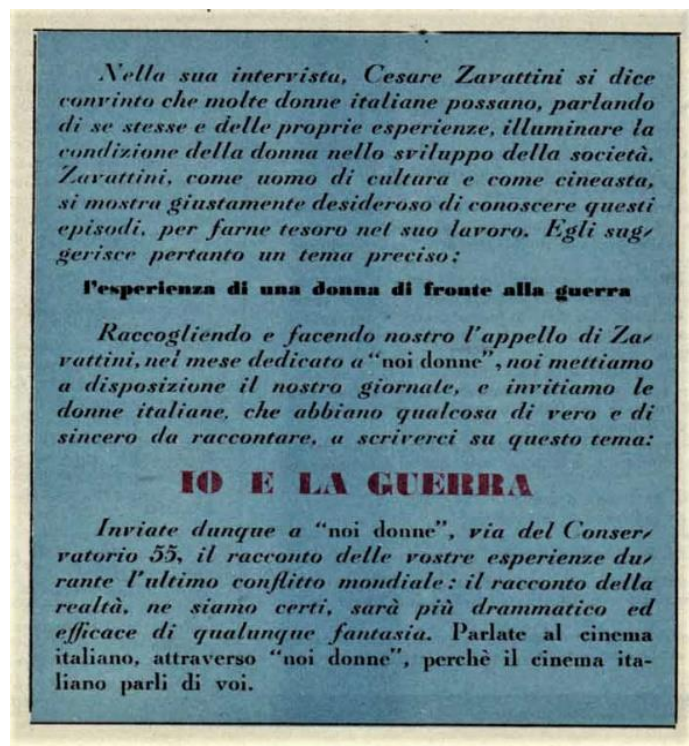 Nella sua intervista, Cesare Zavattini si dice
convinto che molte donne italiane possano, parlando
di se stesse e delle proprie esperienze, illuminare la
condizione della donna nello sviluppo della società.
Zavattini, come uomo di cultura e come cineasta,
si mostra giustamente desideroso di conoscere questi
episodi, per farne tesoro nel suo lavoro. Egli sug-
gerisce pertanto un tema preciso:
l'esperienza di una donna di fronte alla guerra
Raccogliendo e facendo nostro l'appello di Za-
vattini, nel mese dedicato a "noi donne", noi mettiamo
a disposizione il nostro giornale, e invitiamo le
donne italiane, che abbiano qualcosa di vero e di
sincero da raccontare, a scriverci su questo tema:
IO E LA GUERRA
Inviate dunque a "noi donne", via del Conser-
vatorio 55, il racconto delle vostre esperienze du-
rante l'ultimo conflitto mondiale: il racconto della
realtà, ne siamo certi, sarà più drammatico ed
efficace di qualunque fantasia. Parlate al cinema
italiano, attraverso "noi donne", perchè il cinema ita-
liano parli di voi.